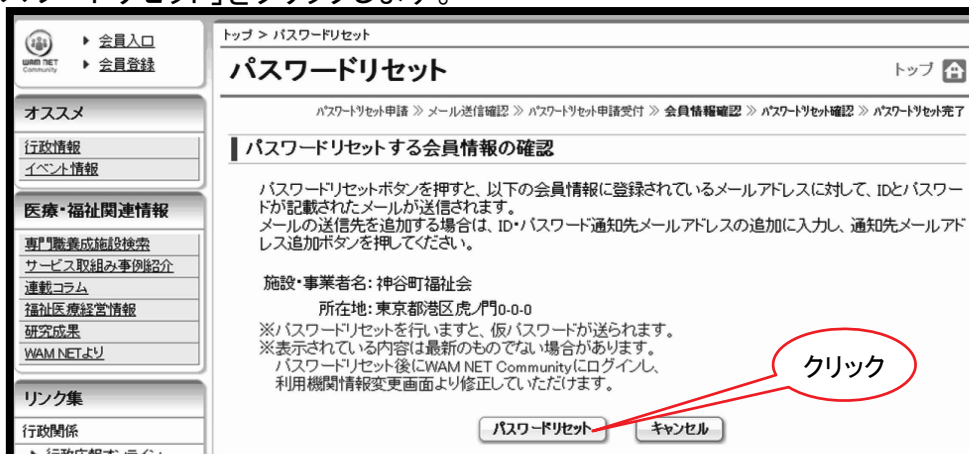 スワードリセット」をクリックします。
会員入口
会員登録
WAM NET
Community
オススメ
行政情報
イベント情報
医療・福祉関連情報
専門職養成施設検索
サービス取組み事例紹介
連載コラム
福祉医療経営情報
研究成果
WAM NETより
リンク集
行政関係
行政広報オンライン
トップ > パスワードリセット
パスワードリセット
トップ
パスワードリセット申請 ≫ メール送信確認 ≫ パスワードリセット申請受付 ≫ 会員情報確認 ≫ パスワードリセット確認 ≫ パスワードリセット完了
パスワードリセットする会員情報の確認
パスワードリセットボタンを押すと、以下の会員情報に登録されているメールアドレスに対して、IDとパスワー
ドが記載されたメールが送信されます。
メールの送信先を追加する場合は、ID・パスワード通知先メールアドレスの追加に入力し、通知先メールアド
レス追加ボタンを押してください。
施設・事業者名：神谷町福祉会
所在地：東京都港区虎ノ門0-0-0
※パスワードリセットを行いますと、仮パスワードが送られます。
※表示されている内容は最新のものでない場合があります。
パスワードリセット後にWAM NET Communityにログインし、
利用機関情報変更画面より修正していただけます。
クリック
パスワードリセット
キャンセル